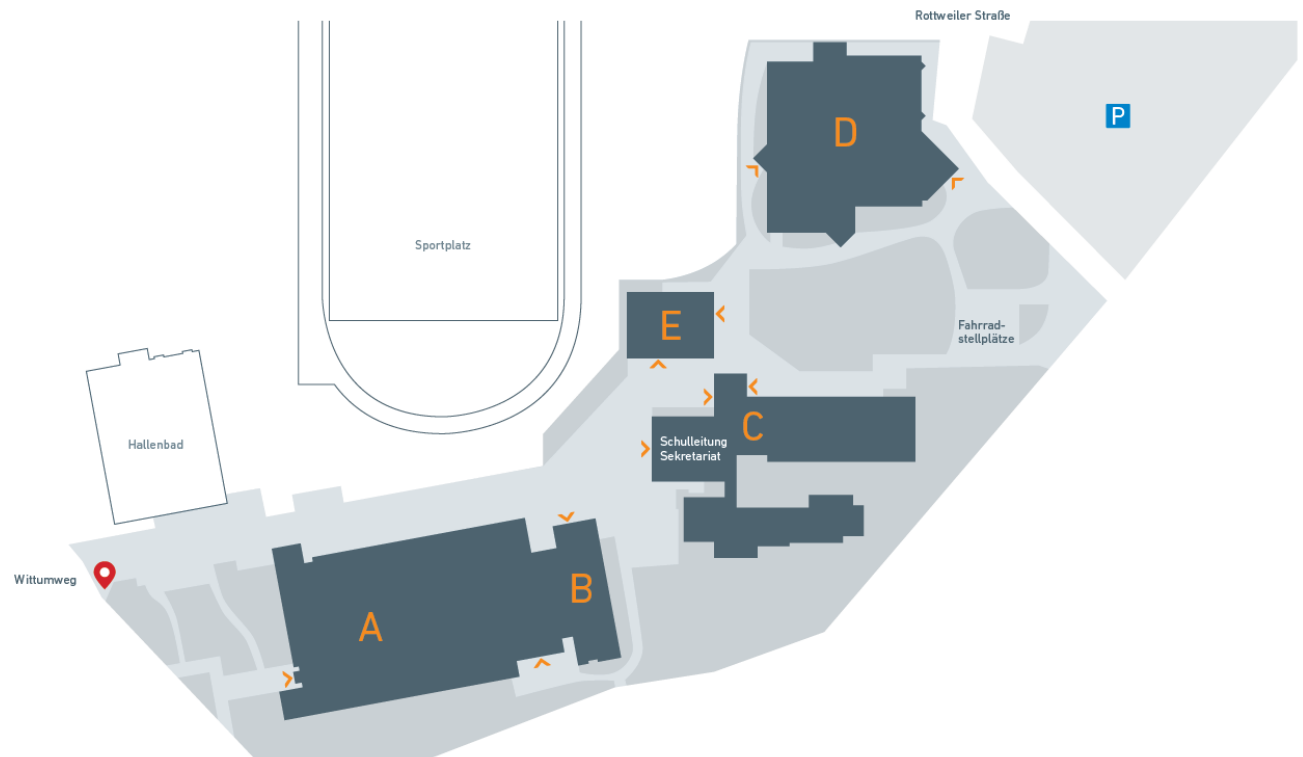 Rottweiler Straße
P
D
Sportplatz
E
Fahrrad-
stellplätze
C
Schulleitung
Sekretariat
Hallenbad
Wittumweg
B
A